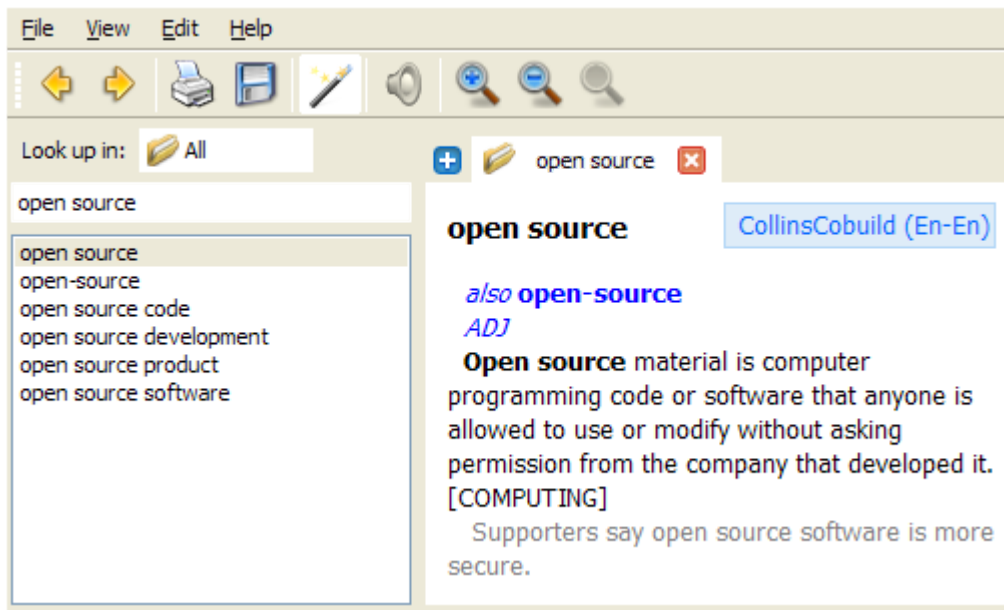 File View Edit Help
Look up in: All
open source
open source
open-source
open source code
open source development
open source product
open source software
open source
open source
CollinsCobuild (En-En)
also open-source
ADJ
Open source material is computer
programming code or software that anyone is
allowed to use or modify without asking
permission from the company that developed it.
[COMPUTING]
Supporters say open source software is more
secure.